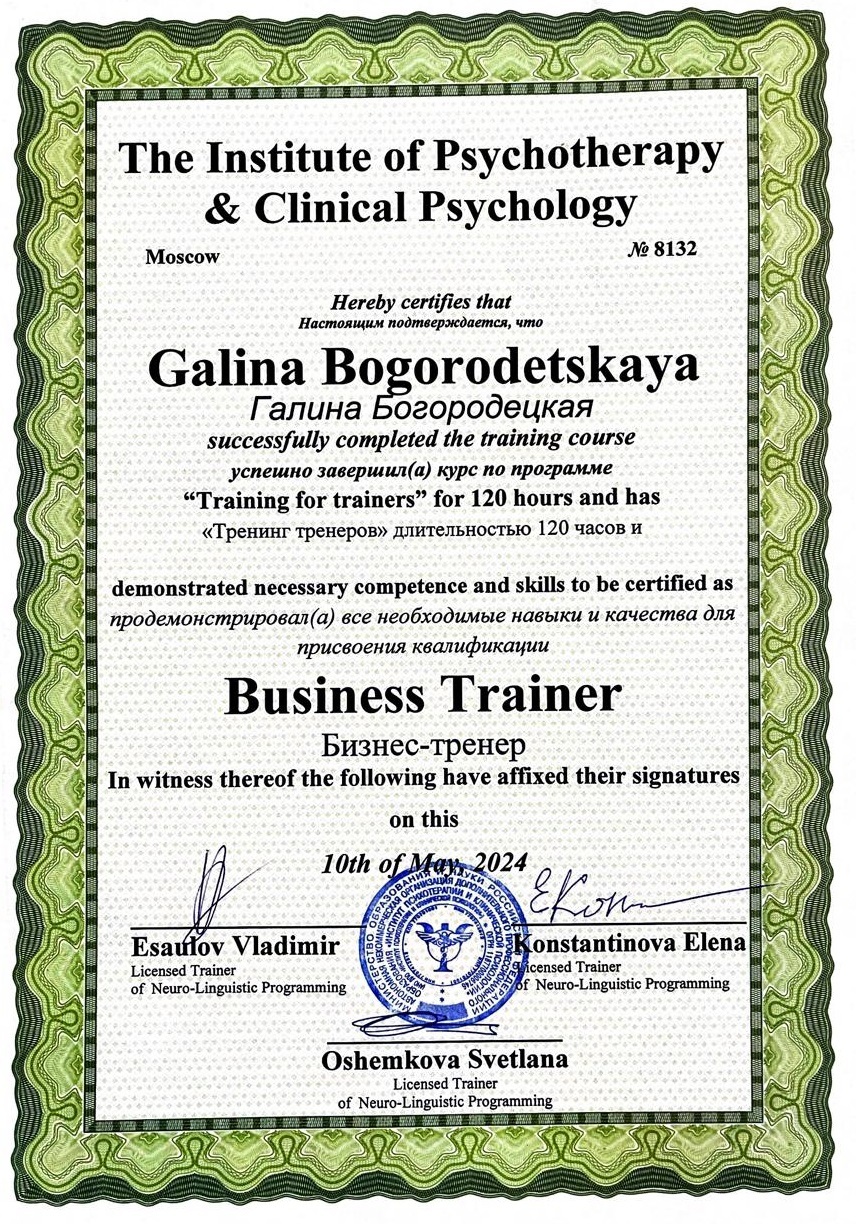 The Institute of Psychotherapy
& Clinical Psychology
Moscow
№ 8132
Hereby certifies that
Настоящим подтверждается, что
Galina Bogorodetskaya
Галина Богородецкая
successfully completed the training course
успешно завершил(а) курс по программе
“Training for trainers” for 120 hours and has
«Тренинг тренеров» длительностью 120 часов и
demonstrated necessary competence and skills to be certified as
продемонстрировал(а) все необходимые навыки и качества для
присвоения квалификации
Business Trainer
Бизнес-тренер
In witness thereof the following have affixed their signatures
on this
10th of May, 2024
Esaulov Vladimir
Licensed Trainer
of Neuro-Linguistic Programming
Konstantinova Elena
Licensed Trainer
of Neuro-Linguistic Programming
Oshemkova Svetlana
Licensed Trainer
of Neuro-Linguistic Programming